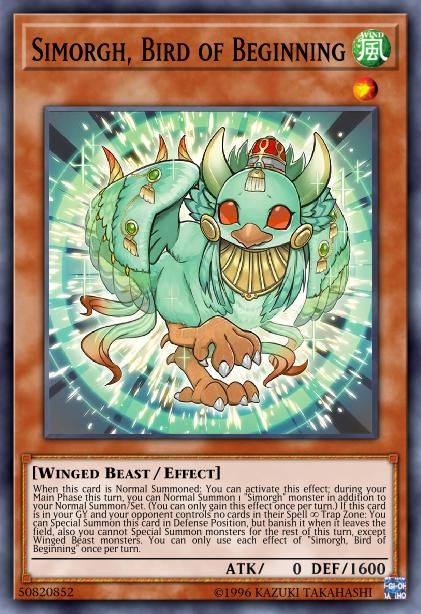 SIMORGH, BIRD OF BEGINNING
WIND
風
[WINGED BEAST / EFFECT]
When this card is Normal Summoned: You can activate this effect; during your
Main Phase this turn, you can Normal Summon 1 "Simorgh" monster in addition to
your Normal Summon/Set. (You can only gain this effect once per turn.) If this card
is in your GY and your opponent controls no cards in their Spell ∞ Trap Zone: You
can Special Summon this card in Defense Position, but banish it when it leaves the
field, also you cannot Special Summon monsters for the rest of this turn, except
Winged Beast monsters. You can only use each effect of "Simorgh, Bird of
Beginning" once per turn.
ATK/ 0 DEF/1600
50820852
©1996 KAZUKI TAKAHASHI